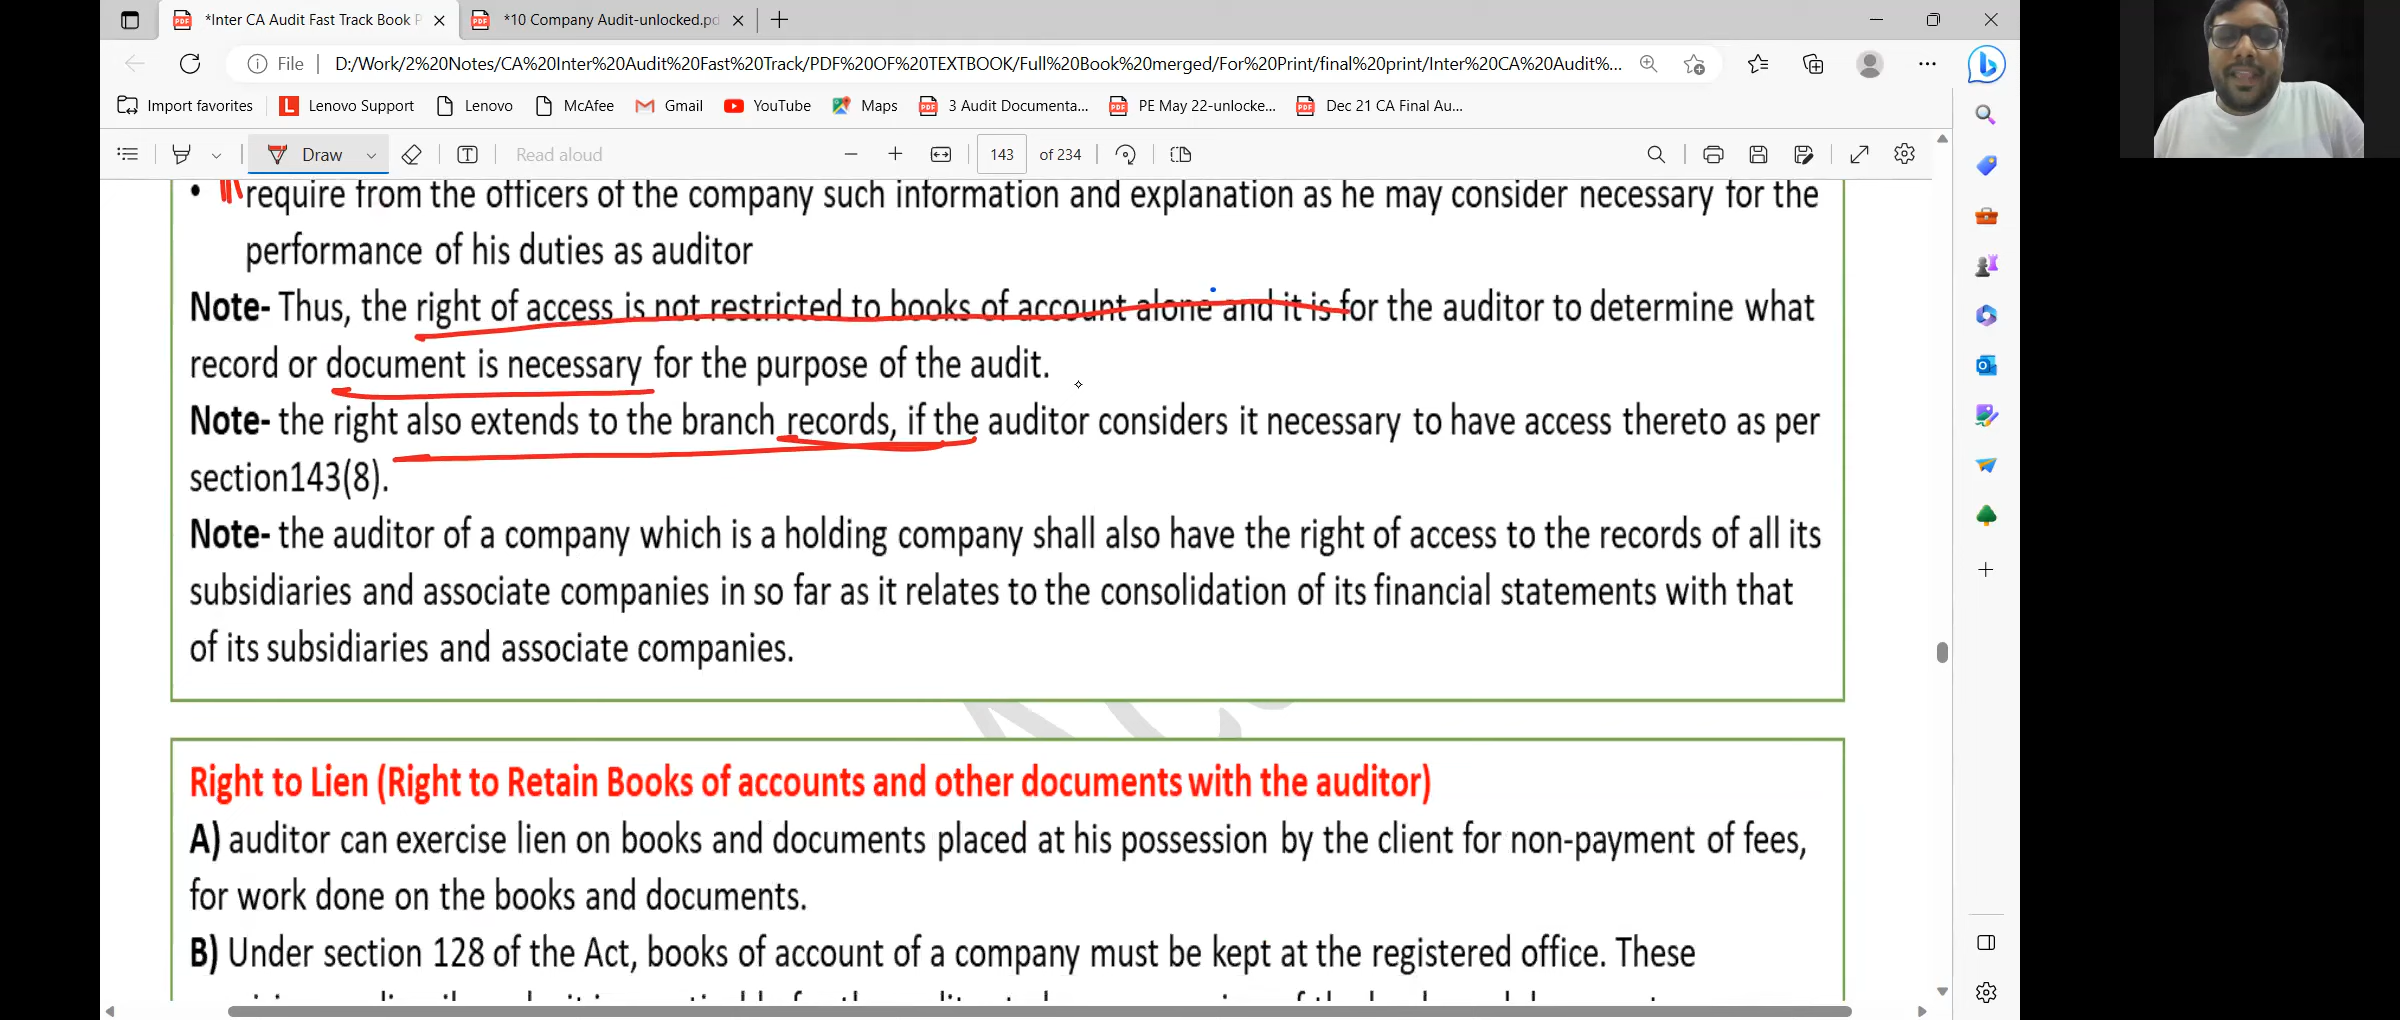 *Inter CA Audit Fast Track Book P
*10 Company Audit-unlocked.pd
File
D:/Work/2%20Notes/CA%20Inter%20Audit%20Fast%20Track/PDF%20OF%20TEXTBOOK/Full%20Book%20merged/For%20Print/final%20print/Inter%20CA%20Audit%...
Import favorites
Lenovo Support
Lenovo
McAfee
Gmail
YouTube
Maps
3 Audit Documenta...
PE May 22-unlocke...
Dec 21 CA Final Au...
Draw
Read aloud
143
of 234
• require from the officers of the company such information and explanation as he may consider necessary for the
performance of his duties as auditor
Note- Thus, the right of access is not restricted to books of account alone and it is for the auditor to determine what
record or document is necessary for the purpose of the audit.
Note- the right also extends to the branch records, if the auditor considers it necessary to have access thereto as per
section143(8).
Note- the auditor of a company which is a holding company shall also have the right of access to the records of all its
subsidiaries and associate companies in so far as it relates to the consolidation of its financial statements with that
of its subsidiaries and associate companies.
Right to Lien (Right to Retain Books of accounts and other documents with the auditor)
A) auditor can exercise lien on books and documents placed at his possession by the client for non-payment of fees,
for work done on the books and documents.
B) Under section 128 of the Act, books of account of a company must be kept at the registered office. These